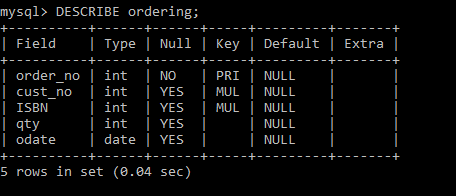 mysql> DESCRIBE ordering;
+----------+------+------+-----+---------+-------+
| Field    | Type | Null | Key | Default | Extra |
+----------+------+------+-----+---------+-------+
| order_no | int  | NO   | PRI | NULL    |       |
| cust_no  | int  | YES  | MUL | NULL    |       |
| ISBN     | int  | YES  | MUL | NULL    |       |
| qty      | int  | YES  |     | NULL    |       |
| odate    | date | YES  |     | NULL    |       |
+----------+------+------+-----+---------+-------+
5 rows in set (0.04 sec)